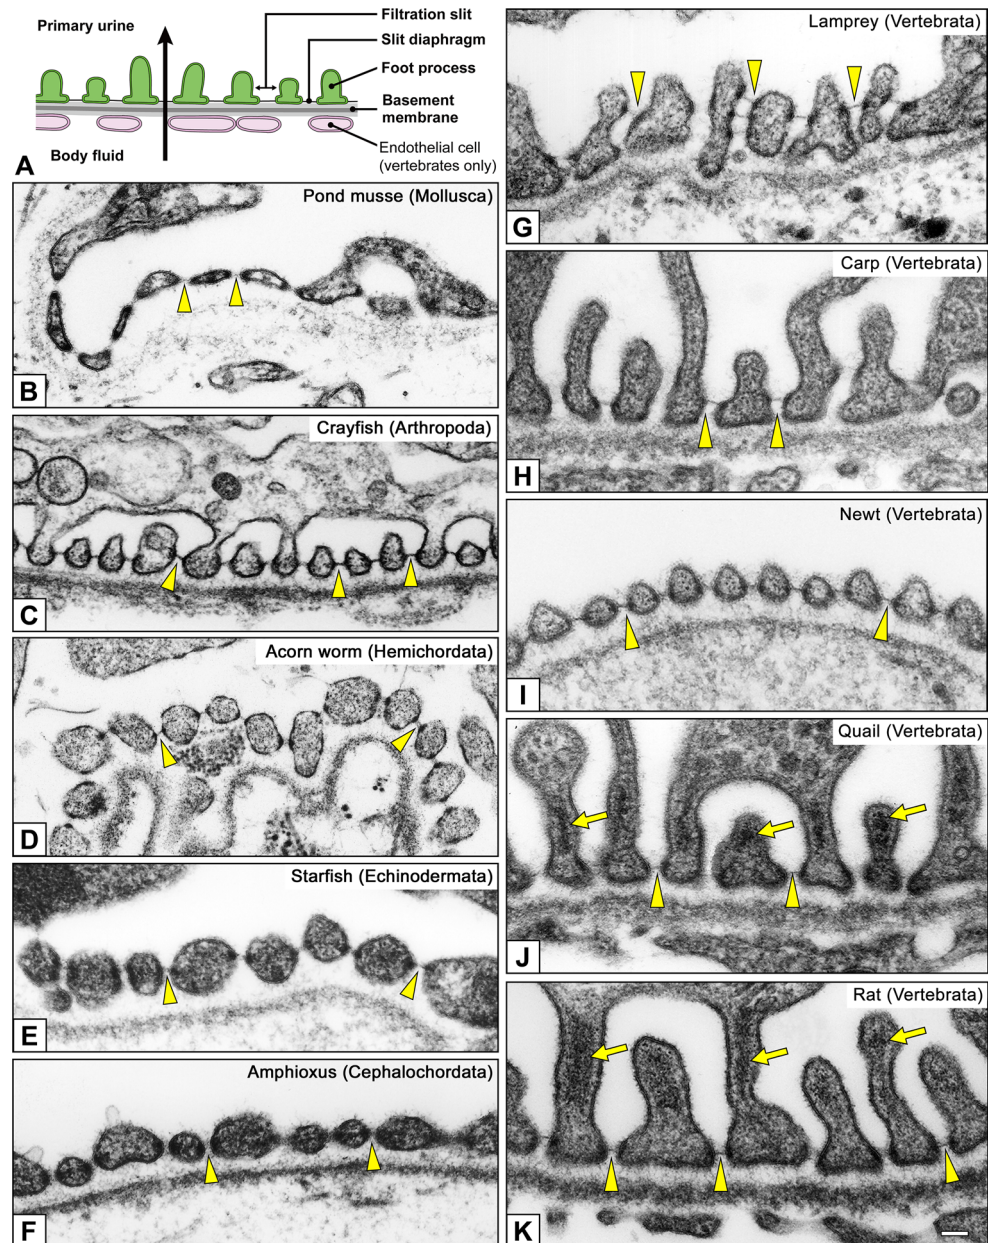 Primary urine
Filtration slit
Slit diaphragm
Foot process
Basement
membrane
Endothelial cell
(vertebrates only)
Body fluid
A
Pond musse (Mollusca)
B
Crayfish (Arthropoda)
C
Acorn worm (Hemichordata)
D
Starfish (Echinodermata)
E
Amphioxus (Cephalochordata)
F
Lamprey (Vertebrata)
G
Carp (Vertebrata)
H
Newt (Vertebrata)
I
Quail (Vertebrata)
J
Rat (Vertebrata)
K